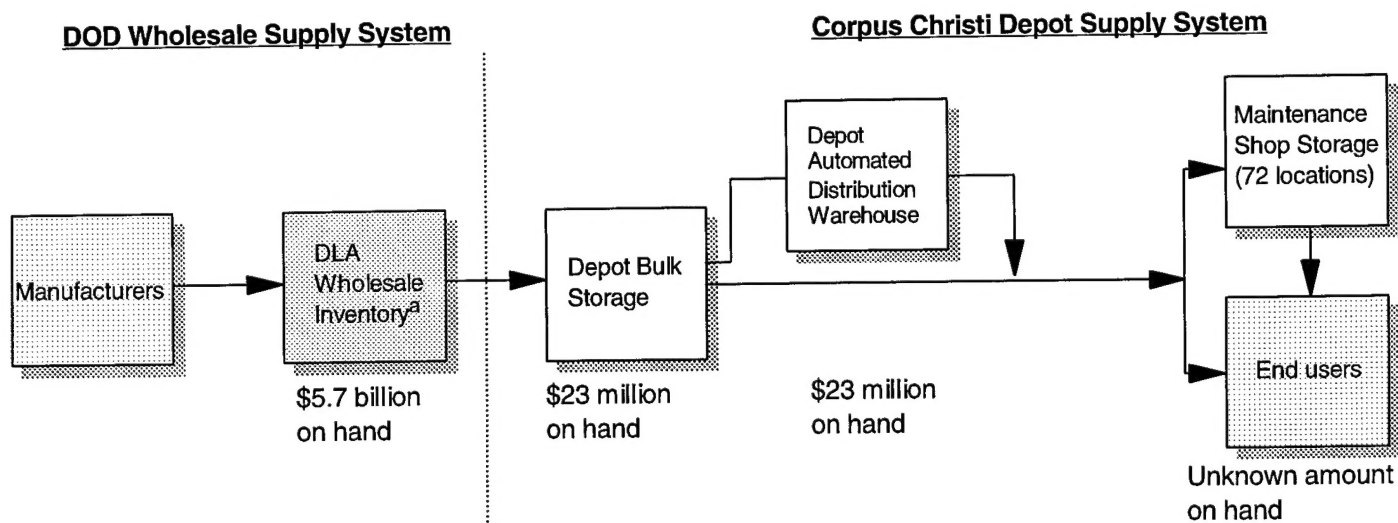 DOD Wholesale Supply System
Corpus Christi Depot Supply System
Manufacturers
DLA
Wholesale
Inventoryᵃ
$5.7 billion
on hand
Depot Bulk
Storage
$23 million
on hand
Depot
Automated
Distribution
Warehouse
$23 million
on hand
Maintenance
Shop Storage
(72 locations)
End users
Unknown amount
on hand